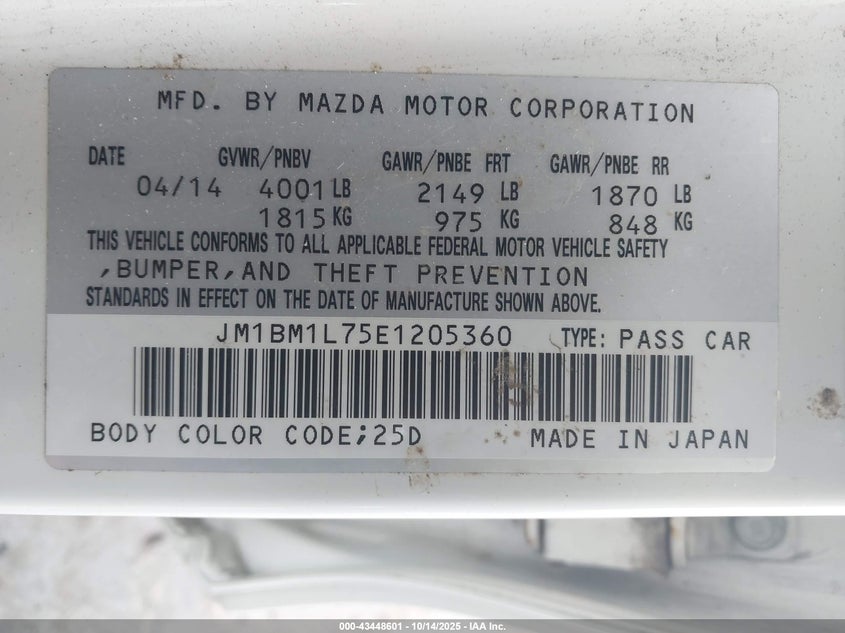 MFD. BY MAZDA MOTOR CORPORATION
DATE GVWR/PNBV GAWR/PNBE FRT GAWR/PNBE RR
04/14 4001 LB 2149 LB 1870 LB
1815 KG 975 KG 848 KG
THIS VEHICLE CONFORMS TO ALL APPLICABLE FEDERAL MOTOR VEHICLE SAFETY
,BUMPER,AND THEFT PREVENTION
STANDARDS IN EFFECT ON THE DATE OF MANUFACTURE SHOWN ABOVE.
JM1BM1L75E1205360 TYPE: PASS CAR
BODY COLOR CODE;25D MADE IN JAPAN
000-43448601 - 10/14/2025 - IAA Inc.